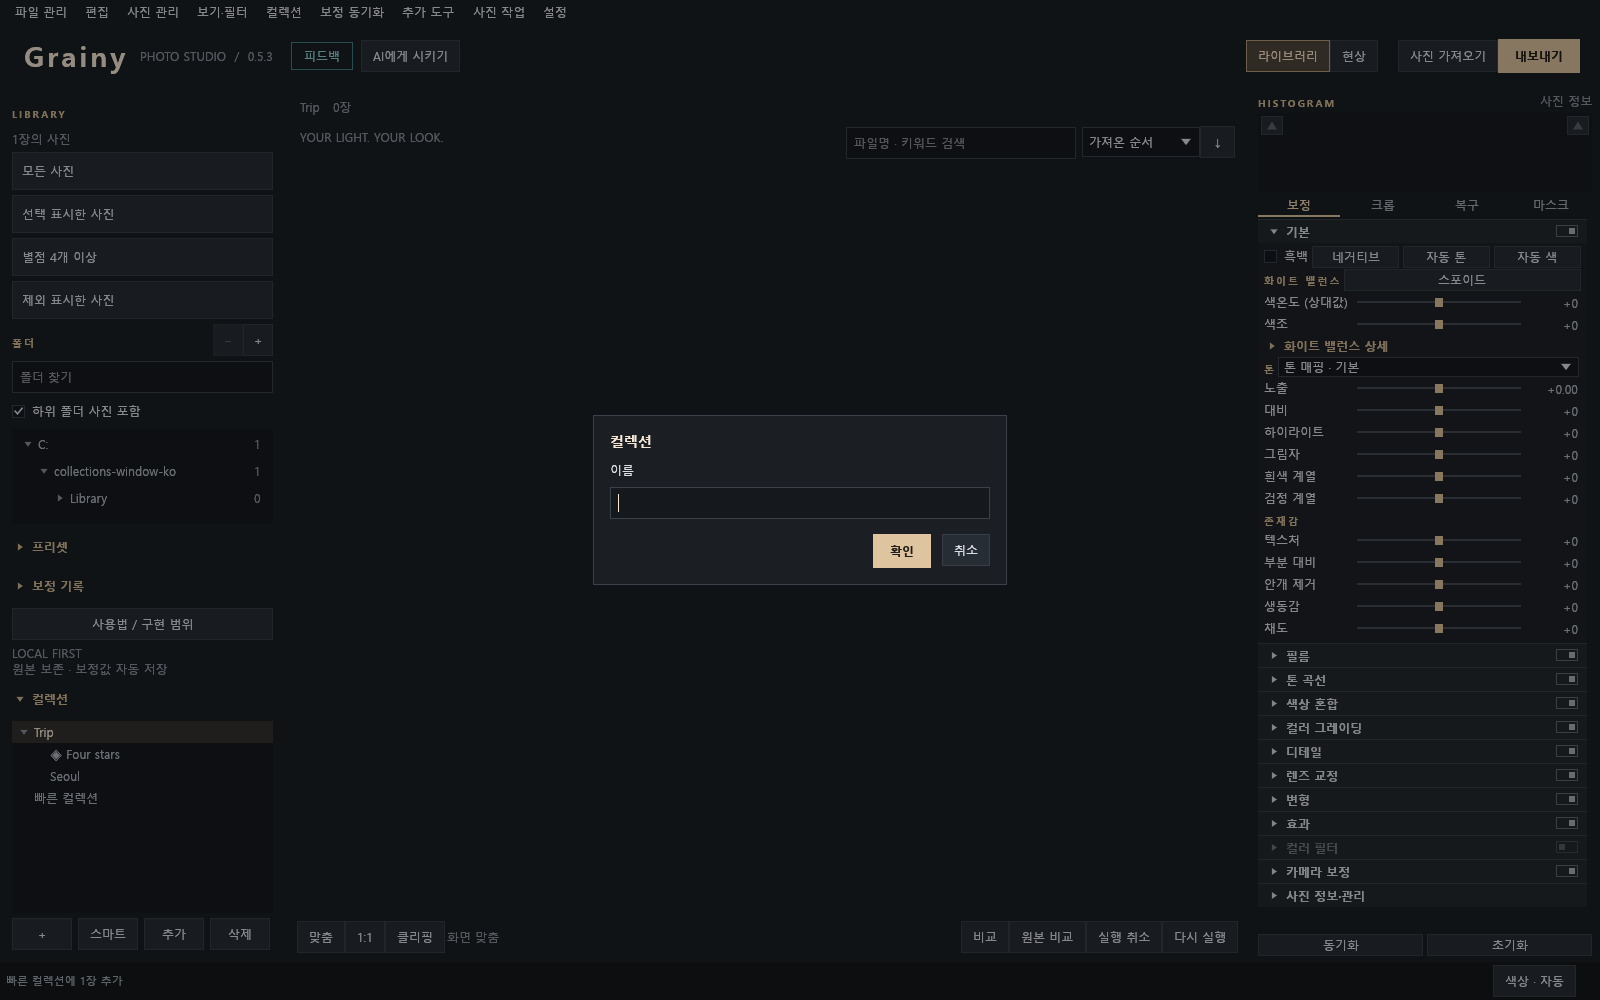 파일 관리 편집 사진 관리 보기·필터 컬렉션 보정 동기화 추가 도구 사진 작업 설정
Grainy PHOTO STUDIO / 0.5.3 피드백 AI에게 시키기 라이브러리 현상 사진 가져오기 내보내기
LIBRARY
1장의 사진
모든 사진
선택 표시한 사진
별점 4개 이상
제외 표시한 사진
폴더 − +
폴더 찾기
하위 폴더 사진 포함
C: 1
collections-window-ko 1
Library 0
프리셋
보정 기록
사용법 / 구현 범위
LOCAL FIRST
원본 보존 · 보정값 자동 저장
컬렉션
Trip
Four stars
Seoul
빠른 컬렉션
+ 스마트 추가 삭제
빠른 컬렉션에 1장 추가
Trip 0장
YOUR LIGHT. YOUR LOOK.
파일명 · 키워드 검색 가져온 순서 ↓
컬렉션
이름
확인 취소
맞춤 1:1 클리핑 화면 맞춤 비교 원본 비교 실행 취소 다시 실행
HISTOGRAM 사진 정보
보정 크롭 복구 마스크
기본
흑백 네거티브 자동 톤 자동 색
화이트 밸런스 스포이드
색온도 (상대값) +0
색조 +0
화이트 밸런스 상세
톤 톤 매핑 · 기본
노출 +0.00
대비 +0
하이라이트 +0
그림자 +0
흰색 계열 +0
검정 계열 +0
존재감
텍스처 +0
부분 대비 +0
안개 제거 +0
생동감 +0
채도 +0
필름
톤 곡선
색상 혼합
컬러 그레이딩
디테일
렌즈 교정
변형
효과
컬러 필터
카메라 보정
사진 정보·관리
동기화 초기화
색상 · 자동